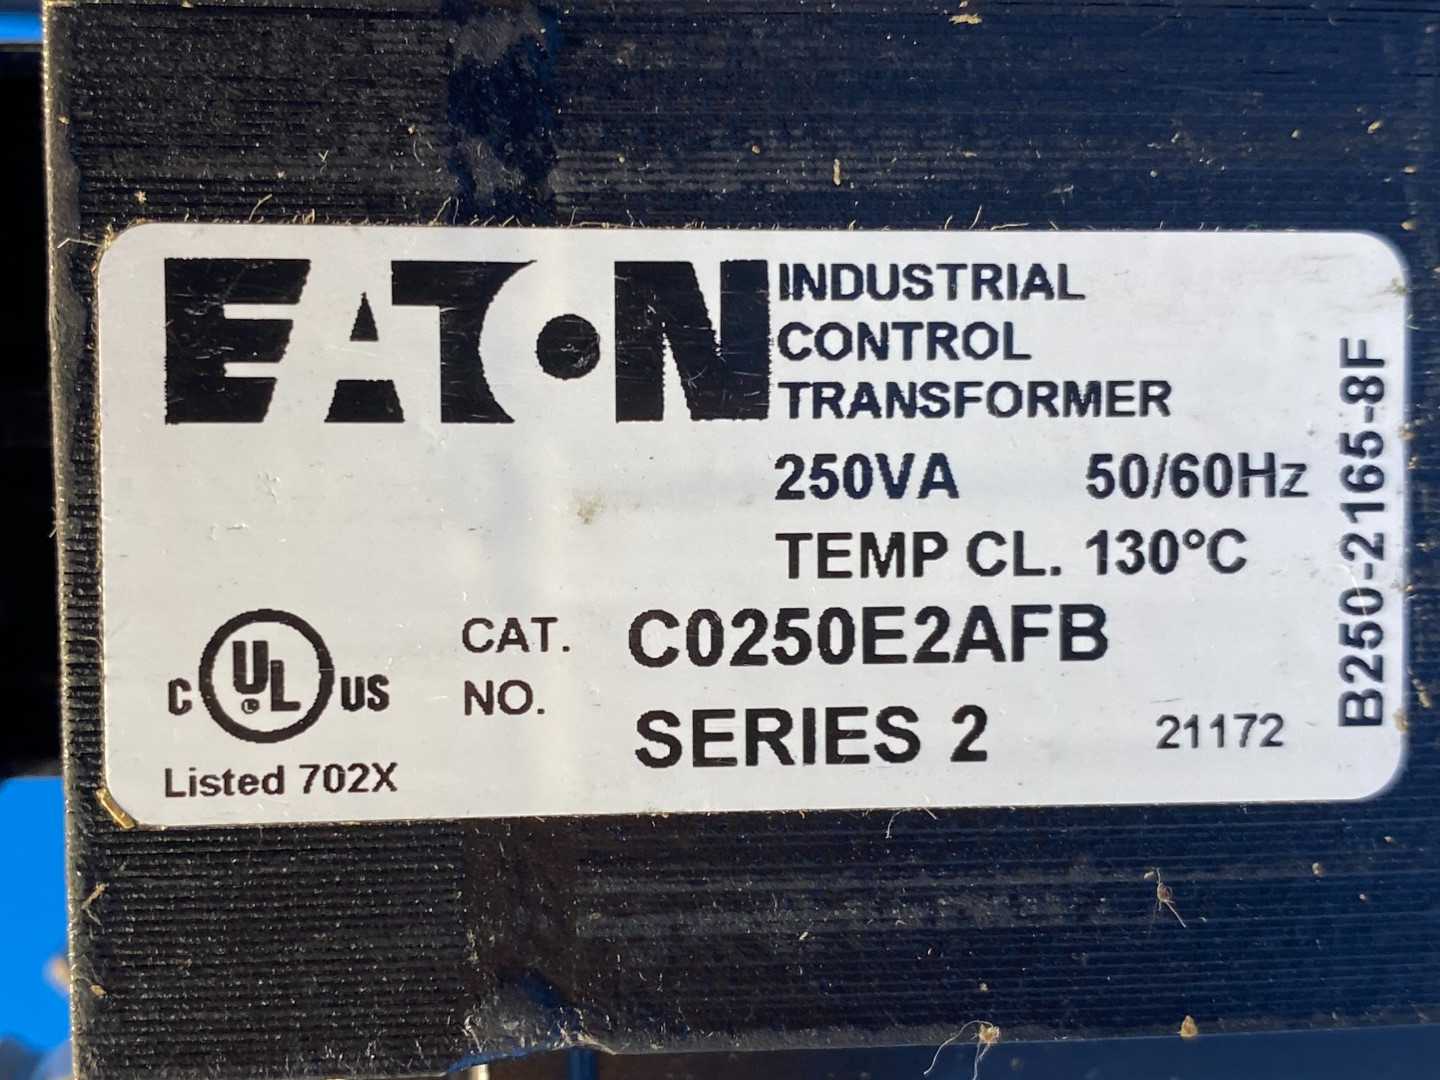 EATON
INDUSTRIAL
CONTROL
TRANSFORMER
250VA 50/60Hz
TEMP CL. 130°C
CAT. NO. C0250E2AFB
SERIES 2
21172
C UL ® US
Listed 702X
B250-2165-8F